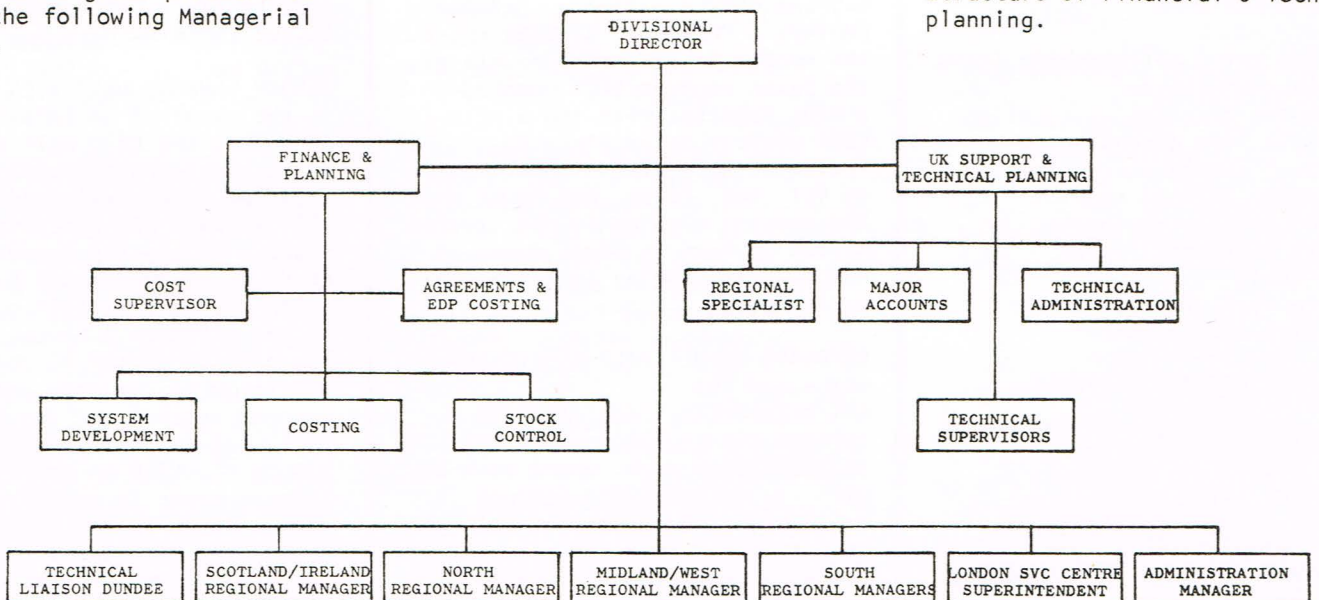 the following Managerial
planning.
DIVISIONAL
DIRECTOR
FINANCE &
PLANNING
UK SUPPORT &
TECHNICAL PLANNING
COST
SUPERVISOR
AGREEMENTS &
EDP COSTING
REGIONAL
SPECIALIST
MAJOR
ACCOUNTS
TECHNICAL
ADMINISTRATION
SYSTEM
DEVELOPMENT
COSTING
STOCK
CONTROL
TECHNICAL
SUPERVISORS
TECHNICAL
LIAISON DUNDEE
SCOTLAND/IRELAND
REGIONAL MANAGER
NORTH
REGIONAL MANAGER
MIDLAND/WEST
REGIONAL MANAGER
SOUTH
REGIONAL MANAGERS
LONDON SVC CENTRE
SUPERINTENDENT
ADMINISTRATION
MANAGER